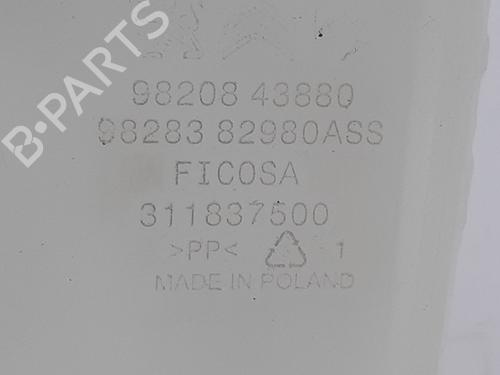 B-PARTS
98208 43880
98283 82980ASS
FICOSA
311837500
>PP< 1
MADE IN POLAND